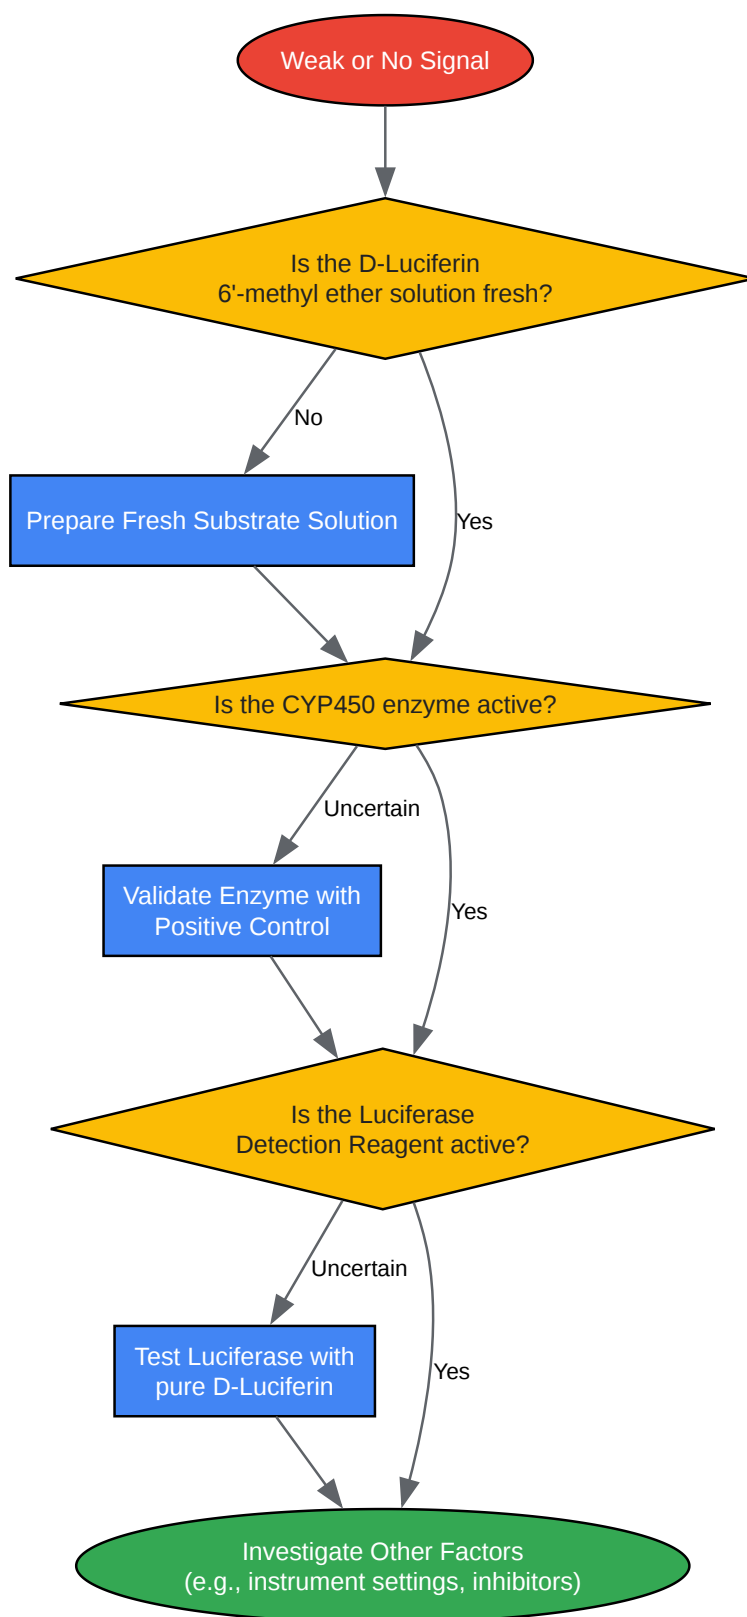 Weak or No Signal
Is the D-Luciferin
6'-methyl ether solution fresh?
No
Prepare Fresh Substrate Solution
Yes
Is the CYP450 enzyme active?
Uncertain
Validate Enzyme with
Positive Control
Yes
Is the Luciferase
Detection Reagent active?
Uncertain
Test Luciferase with
pure D-Luciferin
Yes
Investigate Other Factors
(e.g., instrument settings, inhibitors)